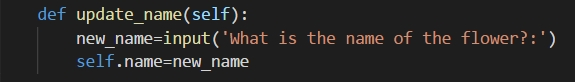 def update_name(self):
new_name=input('What is the name of the flower?:')
self.name=new_name